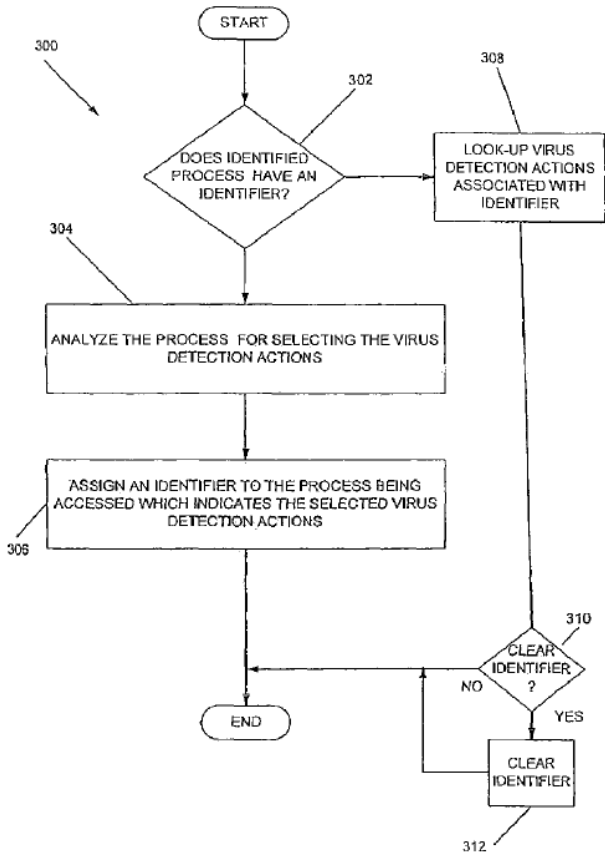 START
300
302
DOES IDENTIFIED
PROCESS HAVE AN
IDENTIFIER?
308
LOOK-UP VIRUS
DETECTION ACTIONS
ASSOCIATED WITH
IDENTIFIER
304
ANALYZE THE PROCESS FOR SELECTING THE VIRUS
DETECTION ACTIONS
ASSIGN AN IDENTIFIER TO THE PROCESS BEING
ACCESSED WHICH INDICATES THE SELECTED VIRUS
DETECTION ACTIONS
306
310
CLEAR
IDENTIFIER
?
NO
YES
END
CLEAR
IDENTIFIER
312